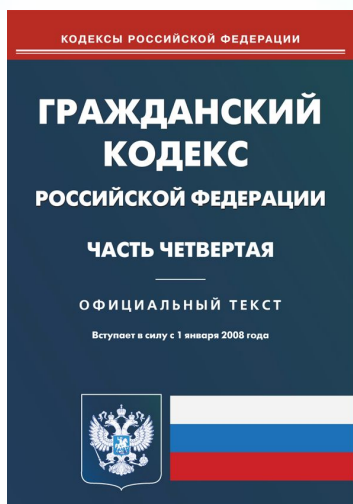 КОДЕКСЫ РОССИЙСКОЙ ФЕДЕРАЦИИ
ГРАЖДАНСКИЙ
КОДЕКС
РОССИЙСКОЙ ФЕДЕРАЦИИ
ЧАСТЬ ЧЕТВЕРТАЯ
ОФИЦИАЛЬНЫЙ ТЕКСТ
Вступает в силу с 1 января 2008 года